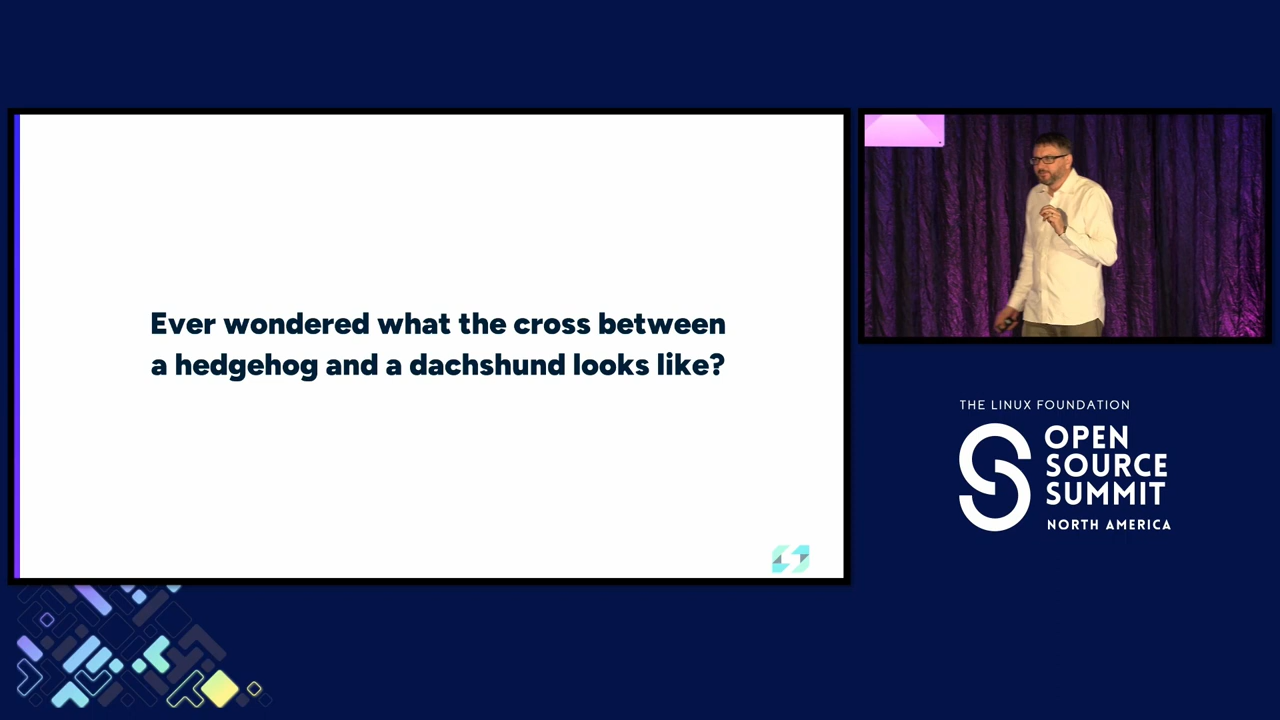 Ever wondered what the cross between
a hedgehog and a dachshund looks like?
THE LINUX FOUNDATION
OPEN
SOURCE
SUMMIT
NORTH AMERICA